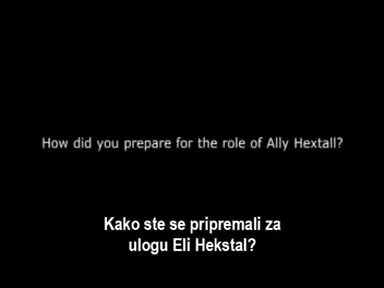 How did you prepare for the role of Ally Hextall?
Kako ste se pripremali za
ulogu Eli Hekstal?